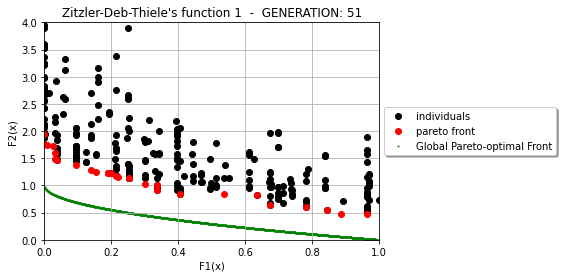 Zitzler-Deb-Thiele's function 1 - GENERATION: 51
4.0
3.5
3.0
2.5
2.0
1.5
1.0
0.5
0.0
F2(x)
0.0 0.2 0.4 0.6 0.8 1.0
F1(x)
individuals
pareto front
Global Pareto-optimal Front